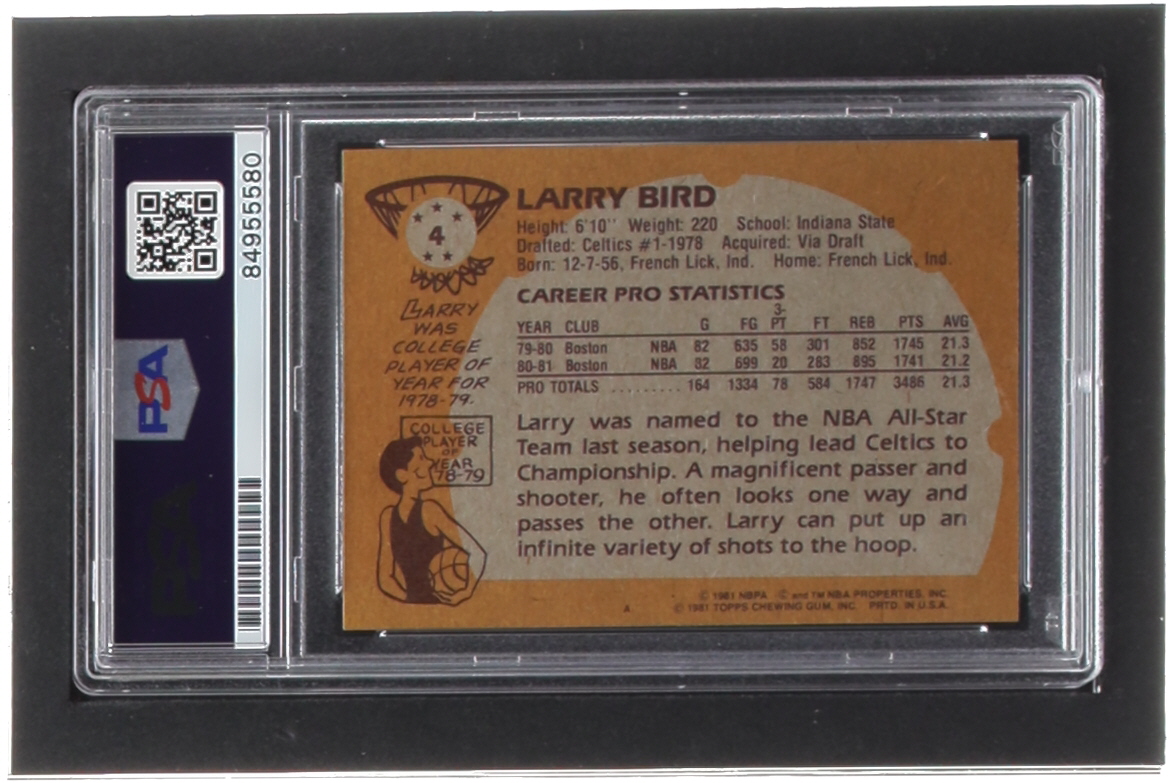 84955580
PSA
4
LARRY
WAS
COLLEGE
PLAYER OF
YEAR FOR
1978-79.
COLLEGE
PLAYER
OF
YEAR
78-79
LARRY BIRD
Height: 6'10" Weight: 220 School: Indiana State
Drafted: Celtics #1-1978 Acquired: Via Draft
Born: 12-7-56, French Lick, Ind. Home: French Lick, Ind.
CAREER PRO STATISTICS
YEAR CLUB G FG 3-PT FT REB PTS AVG
79-80 Boston NBA 82 635 58 301 852 1745 21.3
80-81 Boston NBA 82 699 20 283 895 1741 21.2
PRO TOTALS .......... 164 1334 78 584 1747 3486 21.3
Larry was named to the NBA All-Star
Team last season, helping lead Celtics to
Championship. A magnificent passer and
shooter, he often looks one way and
passes the other. Larry can put up an
infinite variety of shots to the hoop.
© 1981 NBPA © and TM NBA PROPERTIES, INC.
A © 1981 TOPPS CHEWING GUM, INC. PRTD. IN U.S.A.